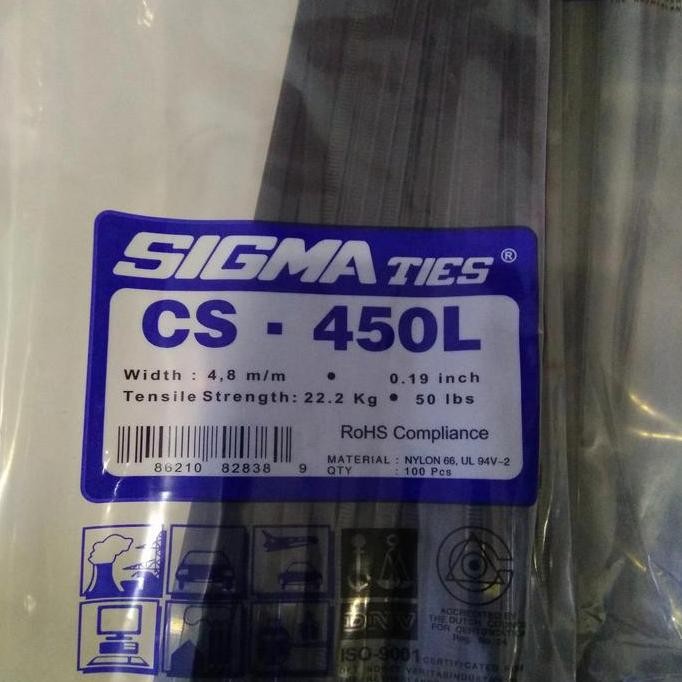 SIGMA TIES ®
CS - 450L
Width : 4,8 m/m • 0.19 inch
Tensile Strength: 22.2 Kg • 50 lbs
RoHS Compliance
MATERIAL : NYLON 66, UL 94V-2
QTY : 100 Pcs
86210 82838 9
ACCREDITED BY
THE DUTCH
FOR
DNV
ISO-9001
CERTIFICATED